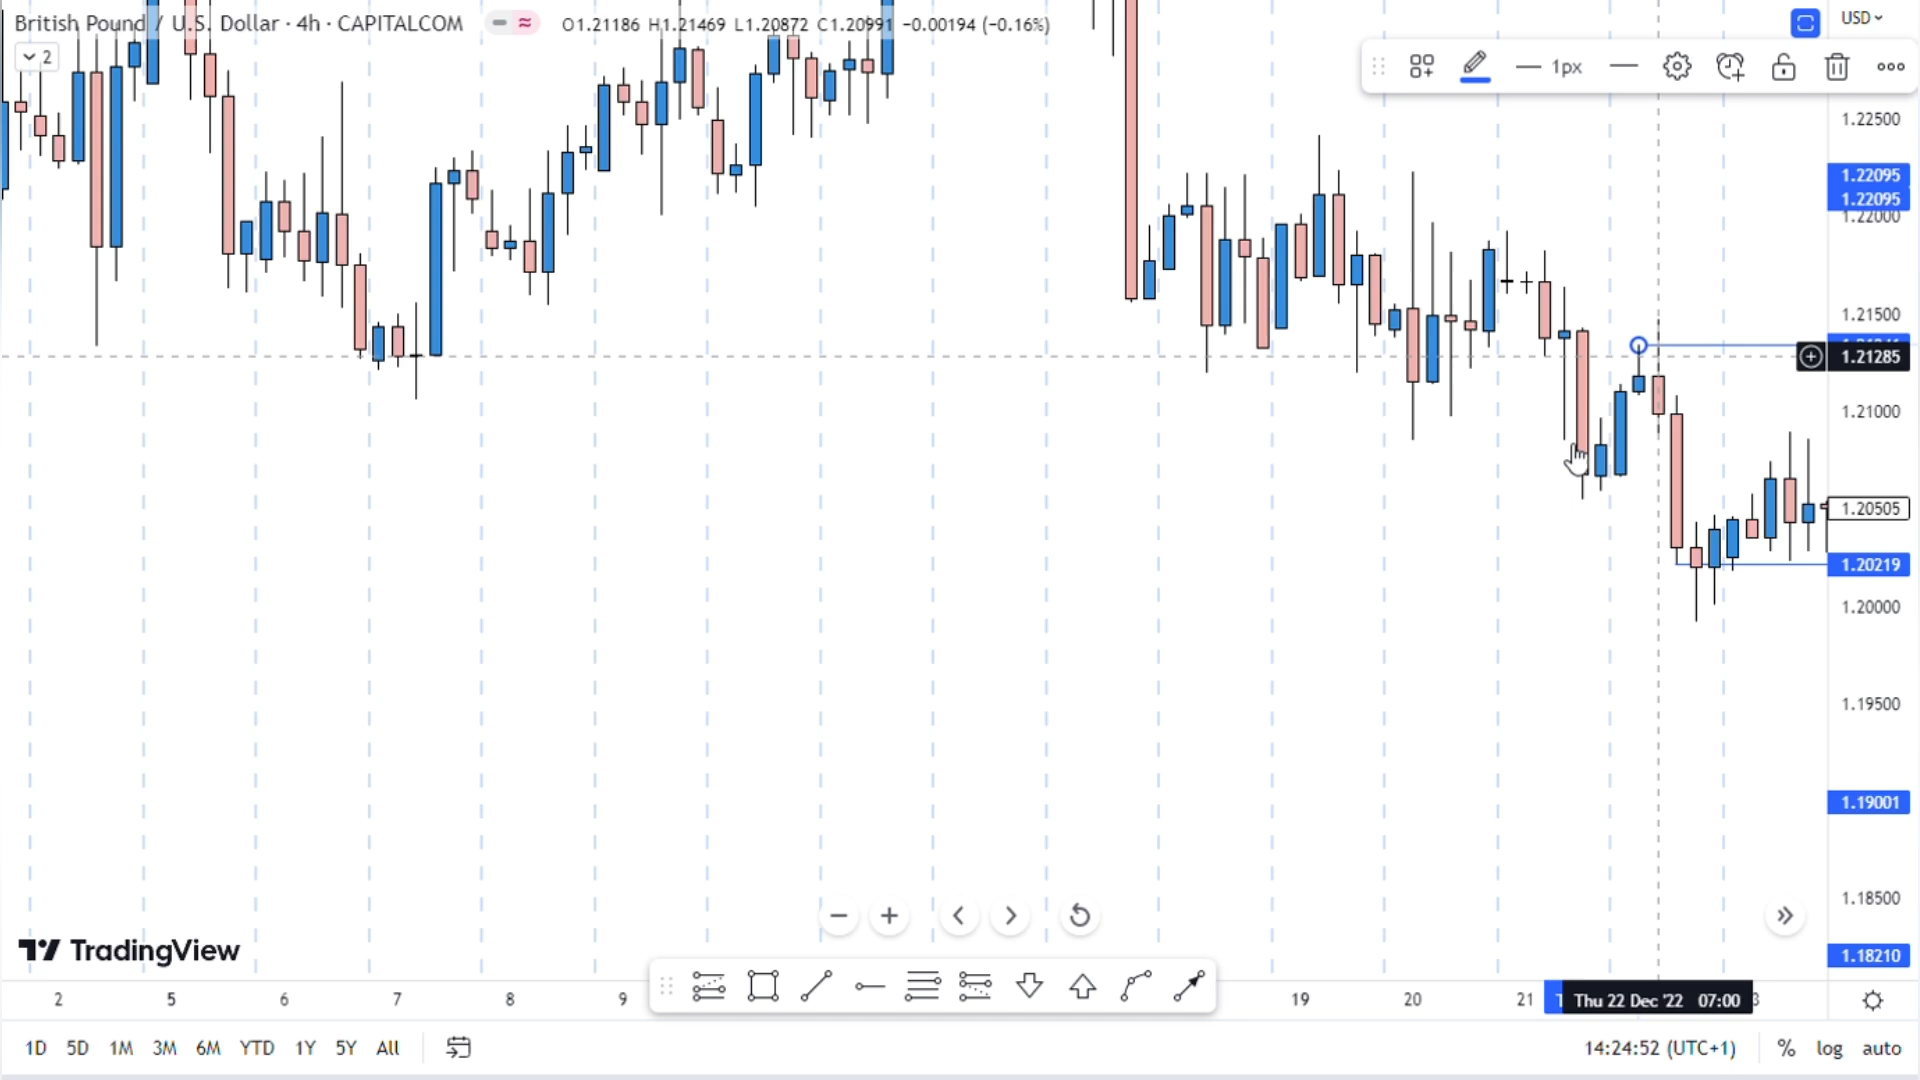 British Pound / U.S. Dollar · 4h · CAPITALCOM O1.21186 H1.21469 L1.20872 C1.20991 −0.00194 (−0.16%)
USD
2
1px
1.22500
1.22095
1.22095
1.22000
1.21500
1.21285
1.21000
1.20505
1.20219
1.20000
1.19500
1.19001
1.18500
1.18210
TradingView
2 5 6 7 8 9 19 20 21 Thu 22 Dec '22 07:00
1D 5D 1M 3M 6M YTD 1Y 5Y All 14:24:52 (UTC+1) % log auto